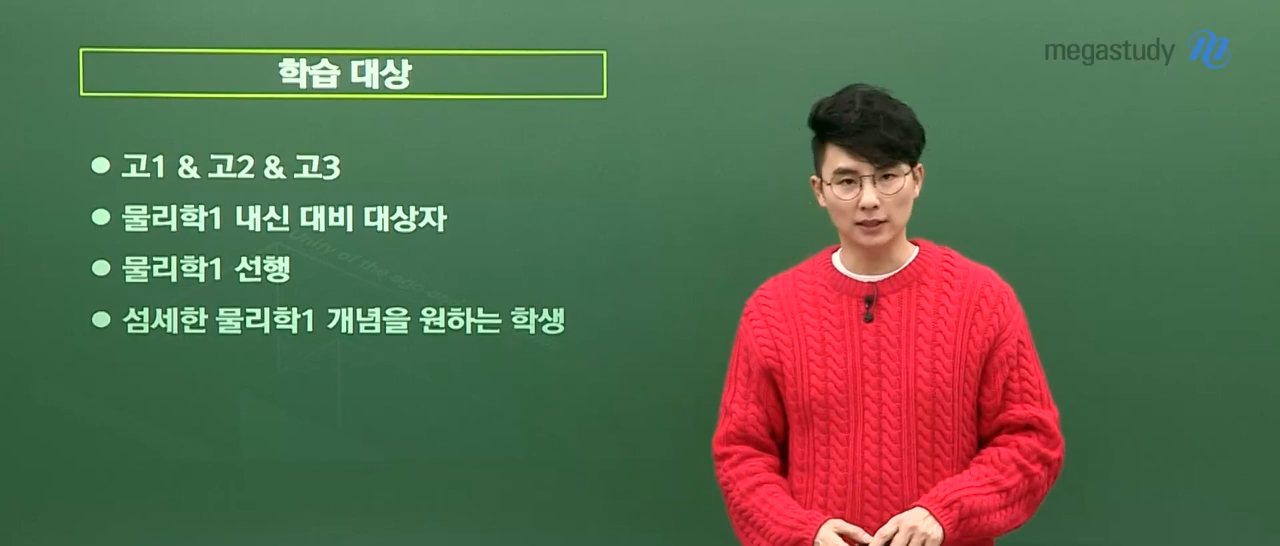 megastudy
학습 대상
● 고1 & 고2 & 고3
● 물리학1 내신 대비 대상자
● 물리학1 선행
● 섬세한 물리학1 개념을 원하는 학생